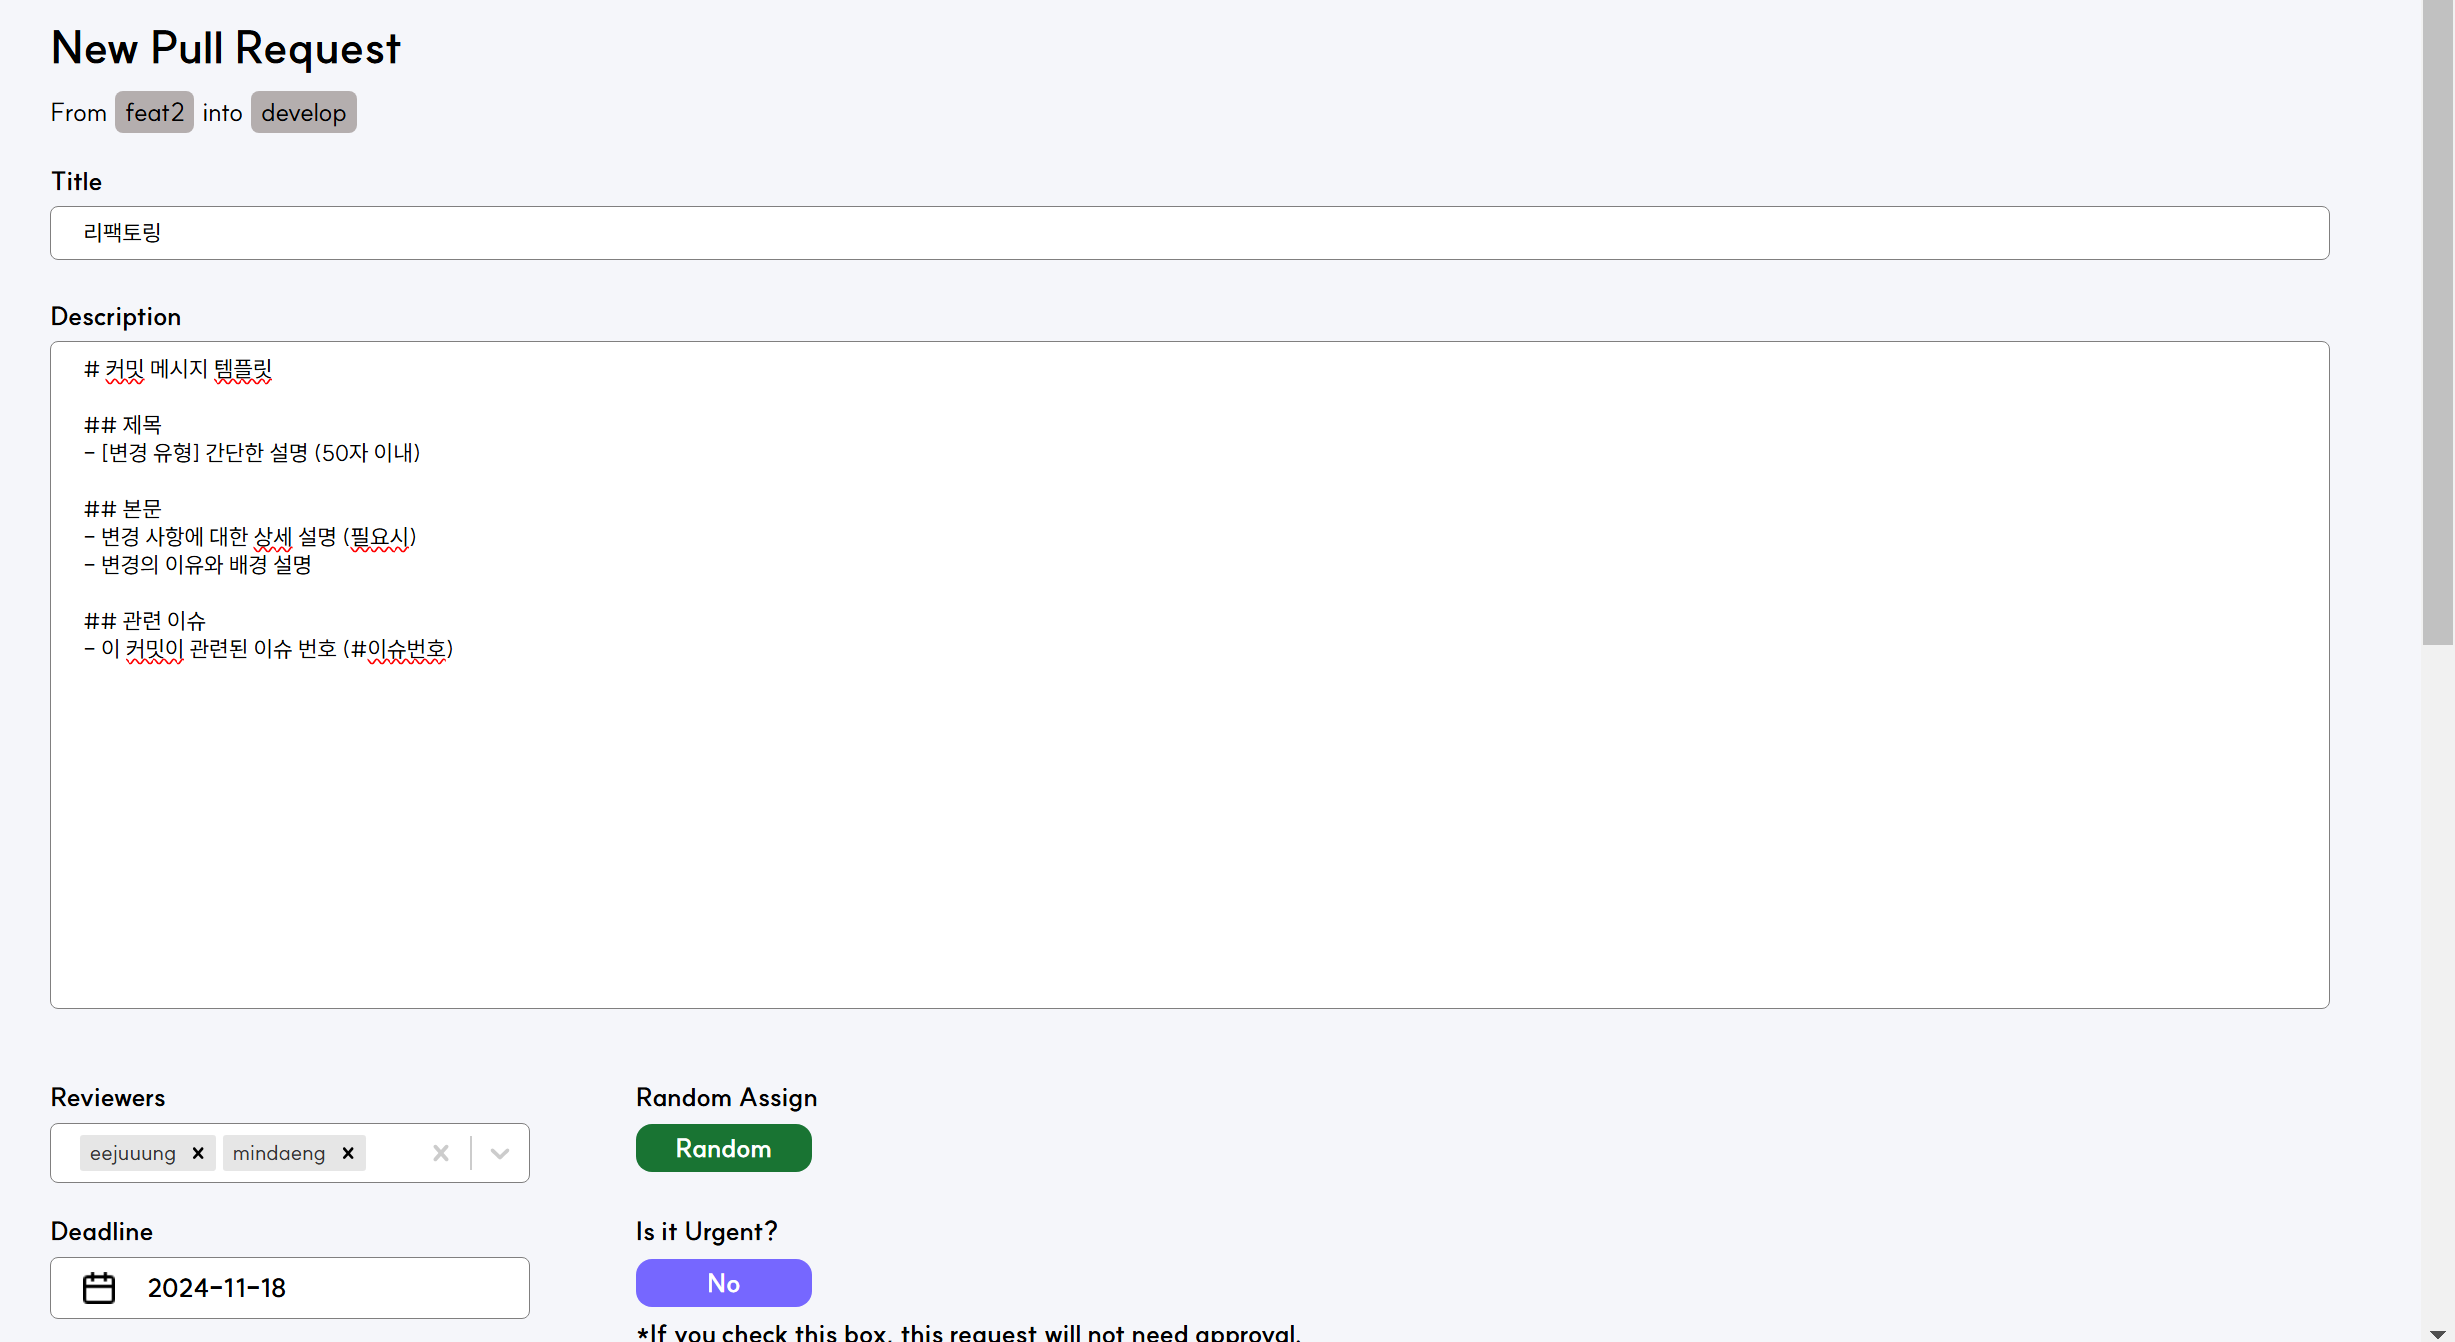 New Pull Request
From feat2 into develop
Title
리팩토링
Description
# 커밋 메시지 템플릿
## 제목
- [변경 유형] 간단한 설명 (50자 이내)
## 본문
- 변경 사항에 대한 상세 설명 (필요시)
- 변경의 이유와 배경 설명
## 관련 이슈
- 이 커밋이 관련된 이슈 번호 (#이슈번호)
Reviewers
Random Assign
eejuuung mindaeng
Random
Deadline
Is it Urgent?
2024-11-18
No
*If you check this box, this request will not need approval.